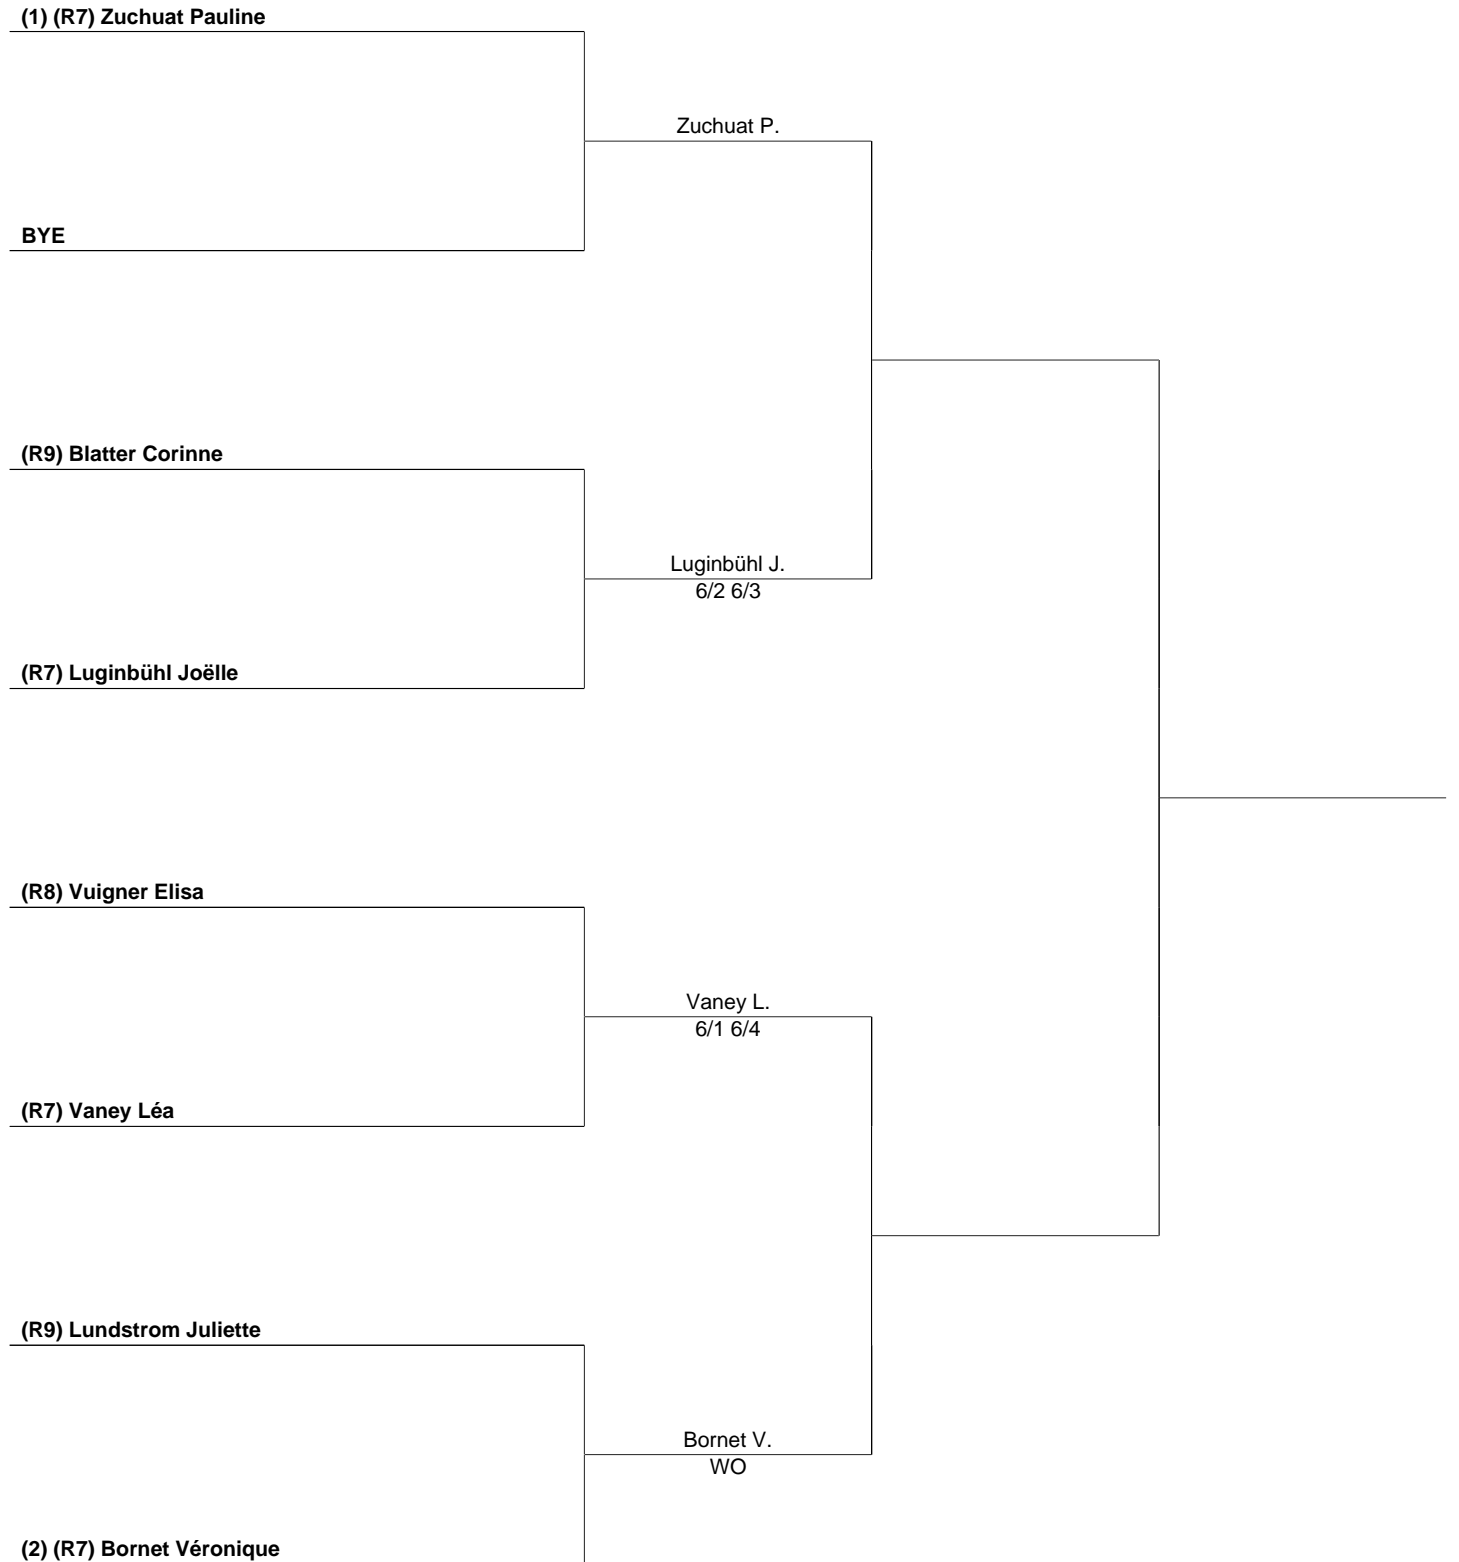 (1) (R7) Zuchuat Pauline
Zuchuat P.
BYE
(R9) Blatter Corinne
Luginbühl J.
6/2 6/3
(R7) Luginbühl Joëlle
(R8) Vuigner Elisa
Vaney L.
6/1 6/4
(R7) Vaney Léa
(R9) Lundstrom Juliette
Bornet V.
WO
(2) (R7) Bornet Véronique